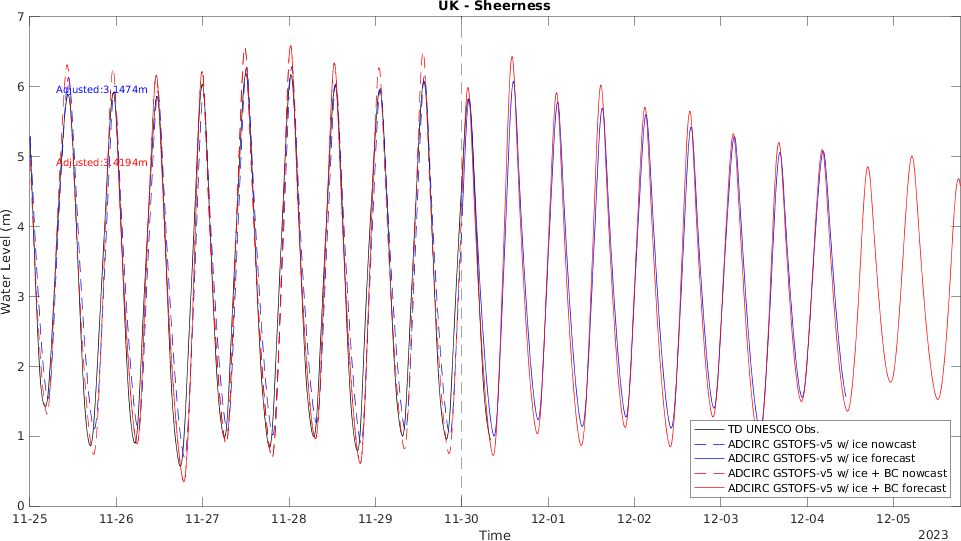 UK - Sheerness
7
6
5
4
3
2
1
0
Water Level (m)
Adjusted:3.1474m
Adjusted:3.4194m
TD UNESCO Obs.
ADCIRC GSTOFS-v5 w/ ice nowcast
ADCIRC GSTOFS-v5 w/ ice forecast
ADCIRC GSTOFS-v5 w/ ice + BC nowcast
ADCIRC GSTOFS-v5 w/ ice + BC forecast
11-25 11-26 11-27 11-28 11-29 11-30 12-01 12-02 12-03 12-04 12-05
Time
2023